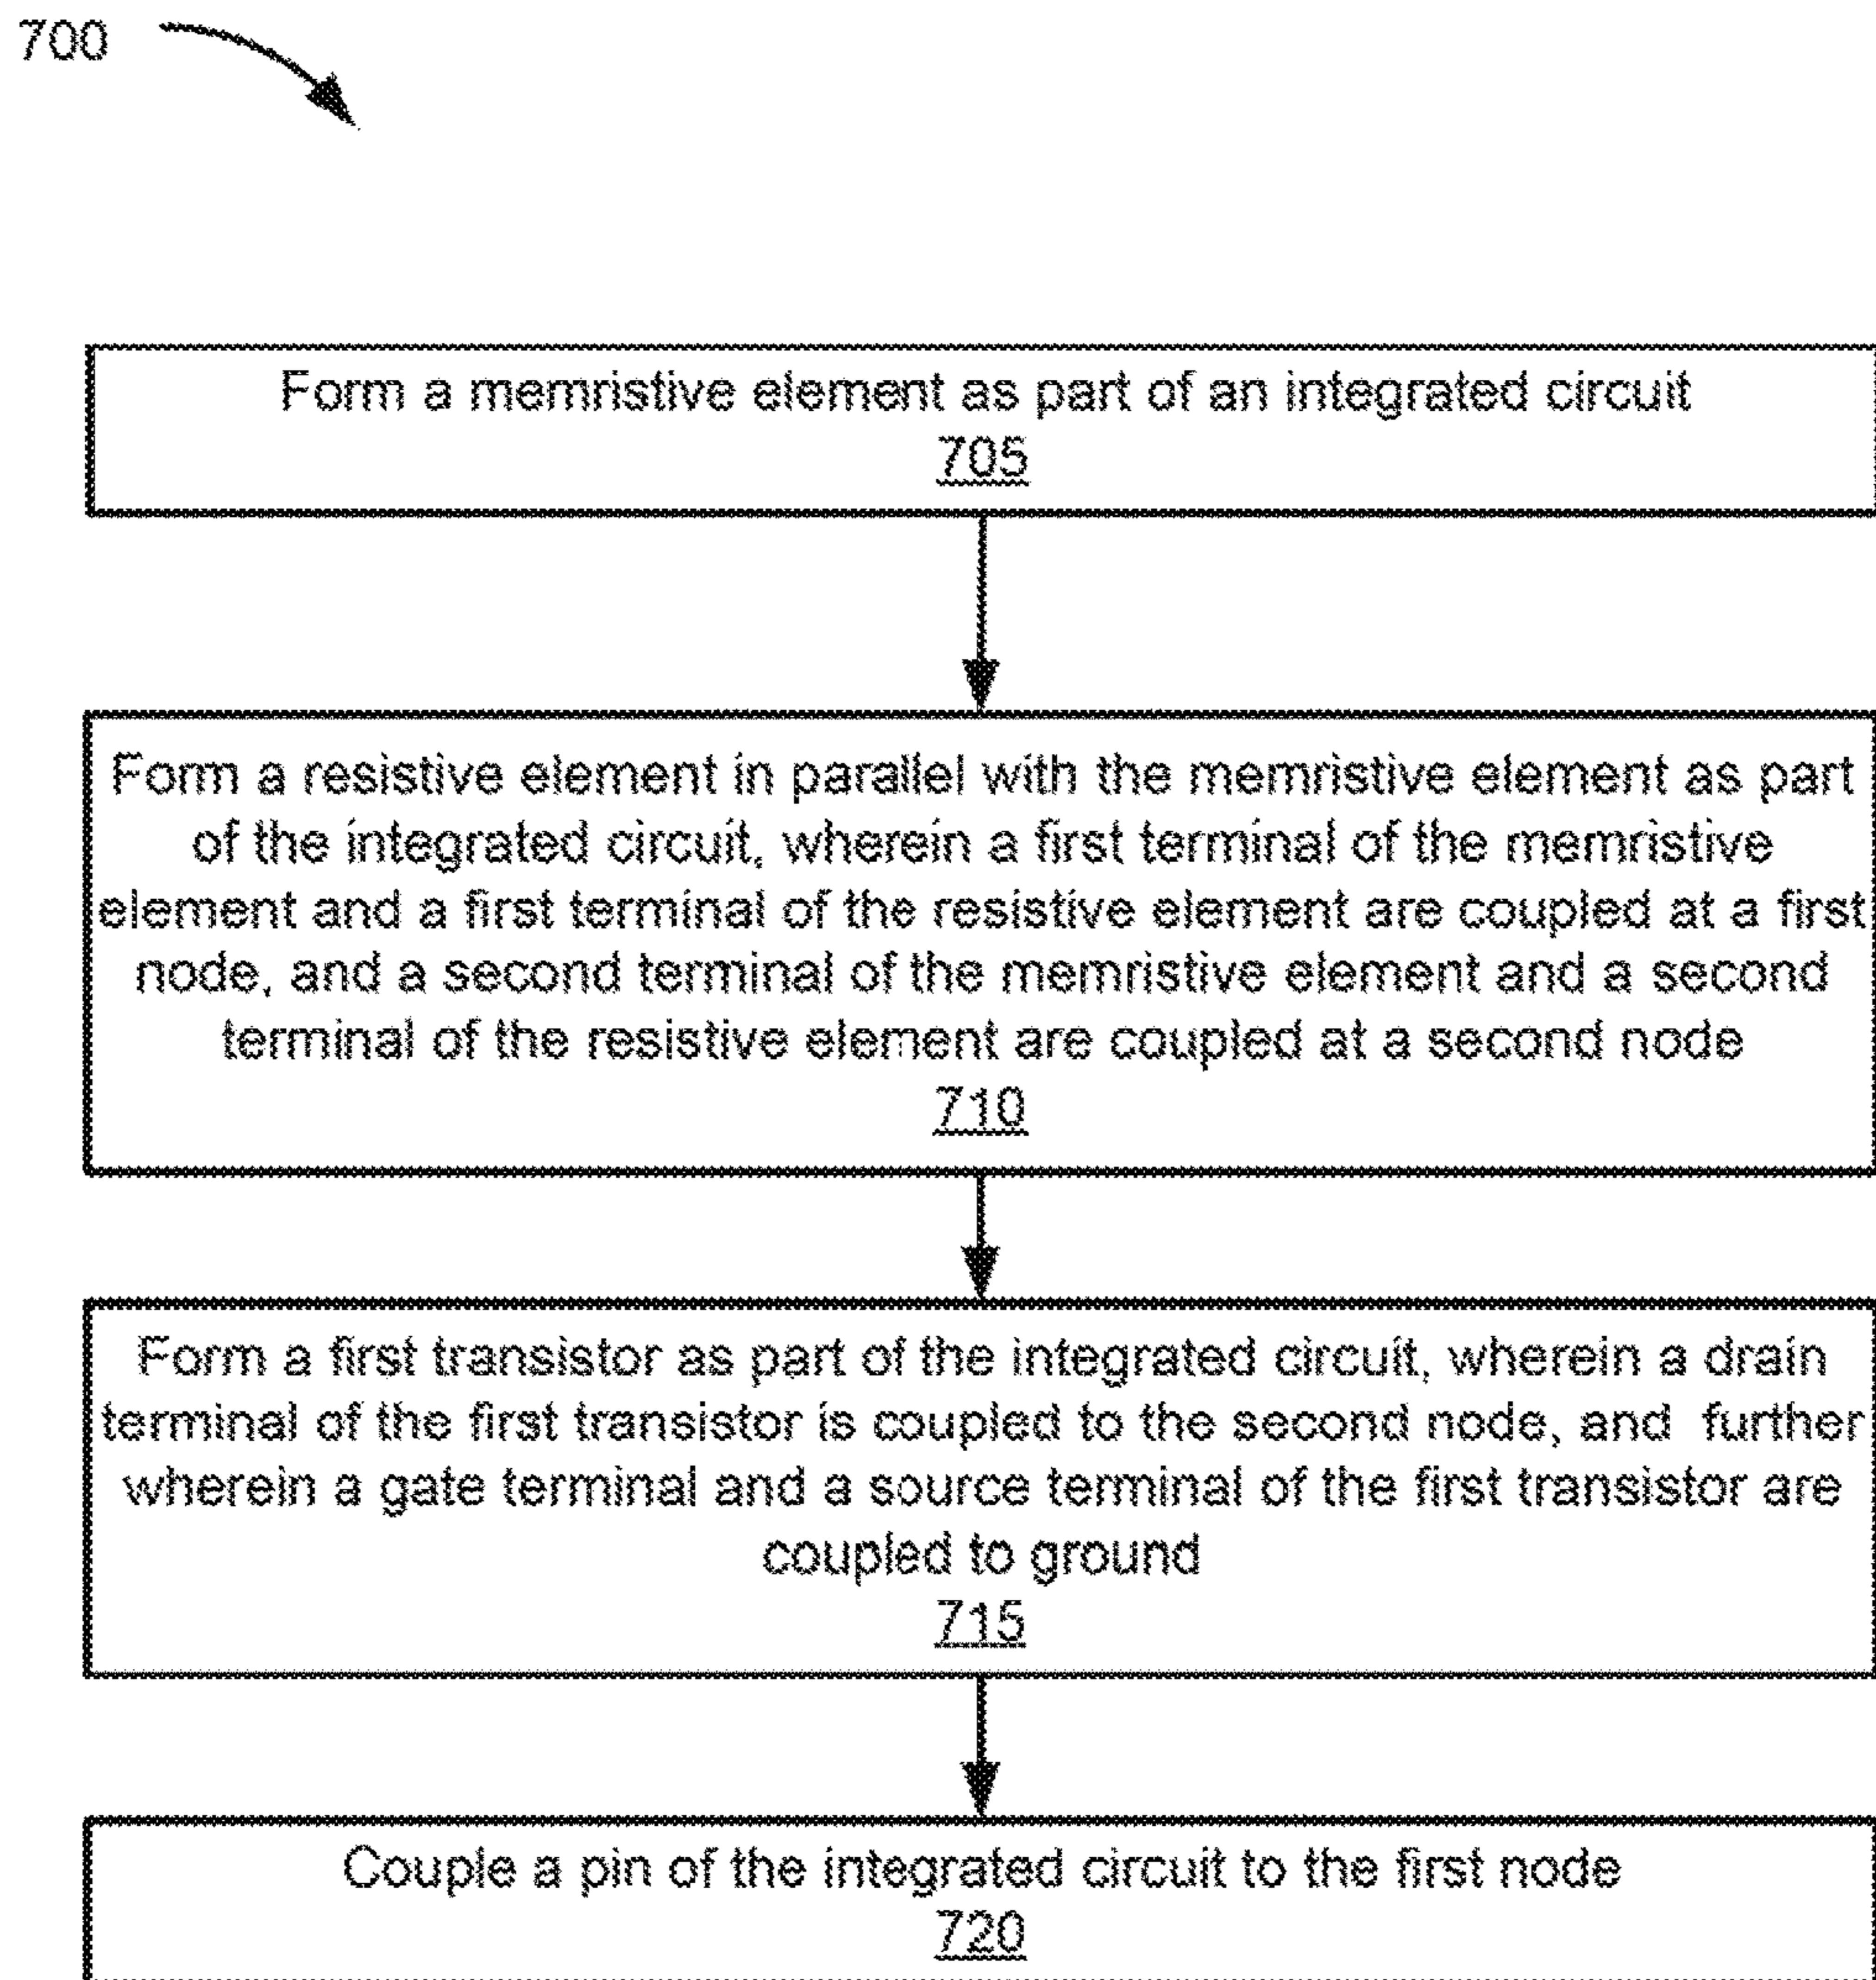 700
Form a memristive element as part of an integrated circuit
705
Form a resistive element in parallel with the memristive element as part
of the integrated circuit, wherein a first terminal of the memristive
element and a first terminal of the resistive element are coupled at a first
node, and a second terminal of the memristive element and a second
terminal of the resistive element are coupled at a second node
710
Form a first transistor as part of the integrated circuit, wherein a drain
terminal of the first transistor is coupled to the second node, and further
wherein a gate terminal and a source terminal of the first transistor are
coupled to ground
715
Couple a pin of the integrated circuit to the first node
720